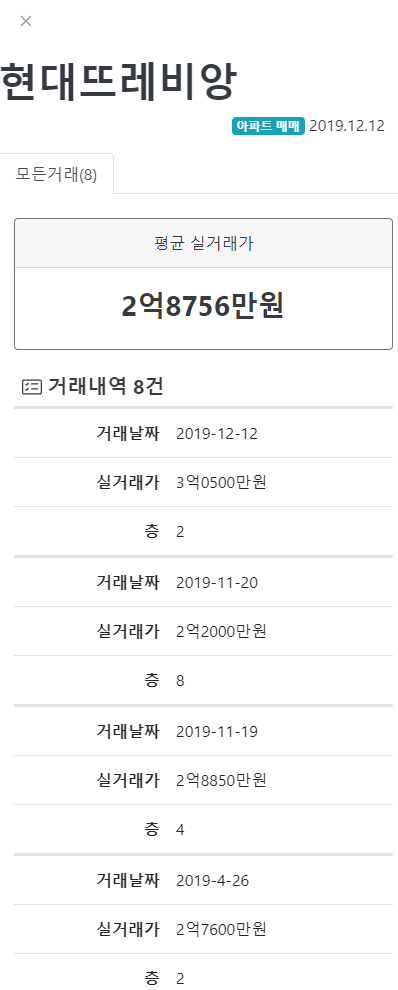 ×
현대뜨레비앙
아파트 매매 2019.12.12
모든거래(8)
평균 실거래가
2억8756만원
거래내역 8건
거래날짜 2019-12-12
실거래가 3억0500만원
층 2
거래날짜 2019-11-20
실거래가 2억2000만원
층 8
거래날짜 2019-11-19
실거래가 2억8850만원
층 4
거래날짜 2019-4-26
실거래가 2억7600만원
층 2